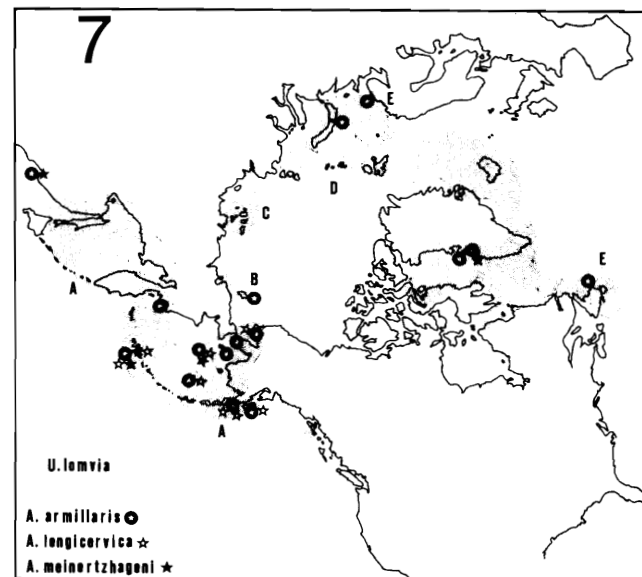 7
E
D
C
B
E
A
A
U. lomvia
A. armillaris
A. longicervica ☆
A. meinertzhageni ★